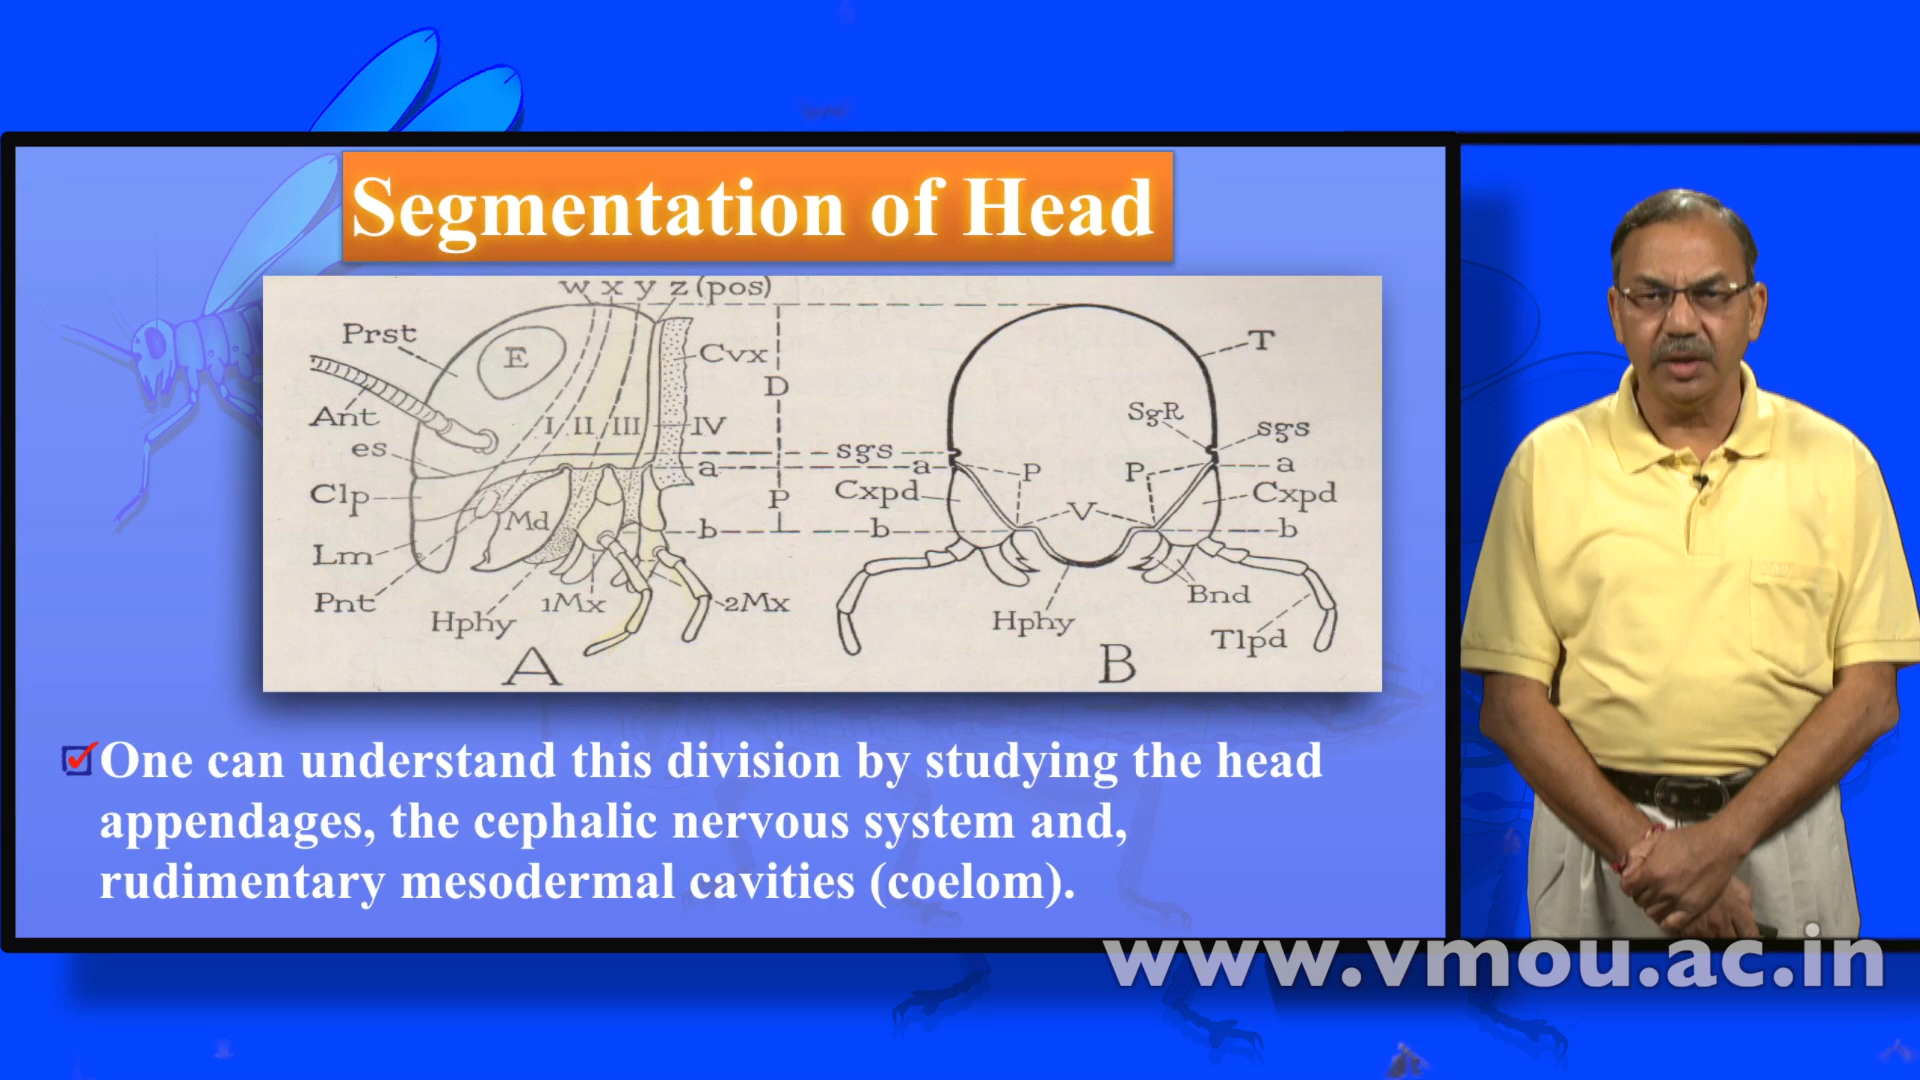 Segmentation of Head
w x y z (pos)
Prst
E
Cvx
T
D
Ant
SgR
I II III IV
sgs
sgs
es
a
a
P
P
a
Clp
P
Cxpd
Cxpd
Md
V
b
b
b
Lm
Pnt
Hphy
1Mx
2Mx
Hphy
Bnd
Tlpd
A
B
One can understand this division by studying the head
appendages, the cephalic nervous system and,
rudimentary mesodermal cavities (coelom).
www.vmou.ac.in